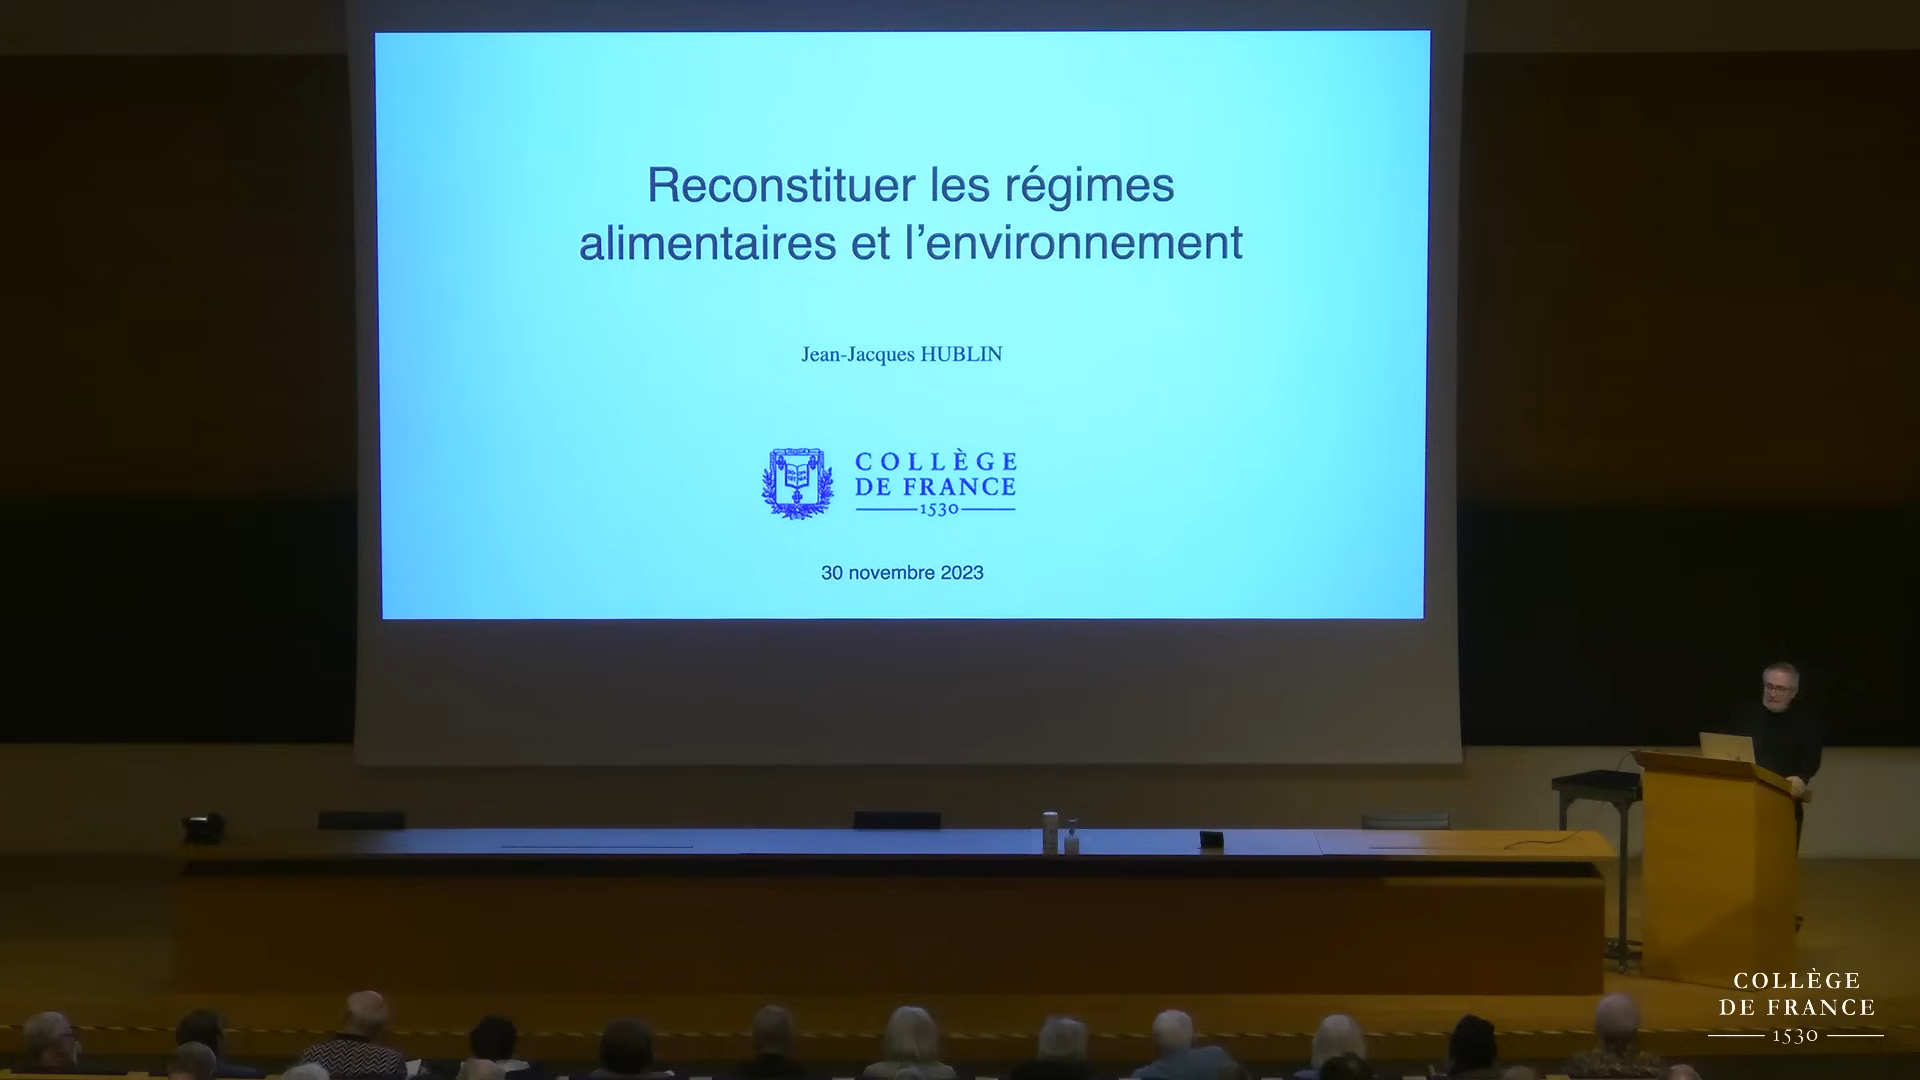 Reconstituer les régimes
alimentaires et l'environnement
Jean-Jacques HUBLIN
COLLÈGE
DE FRANCE
1530
30 novembre 2023
COLLÈGE
DE FRANCE
1530